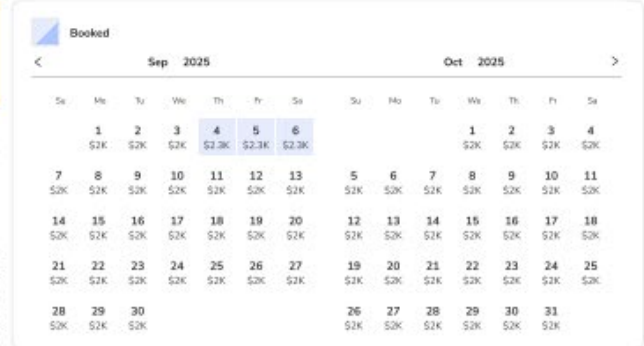 Booked
< Sep 2025 Oct 2025 >
Su Mo Tu We Th Fr Sa Su Mo Tu We Th Fr Sa
1 2 3 4 5 6 1 2 3 4
$2K $2K $2K $2.3K $2.3K $2.3K $2K $2K $2K $2K
7 8 9 10 11 12 13 5 6 7 8 9 10 11
$2K $2K $2K $2K $2K $2K $2K $2K $2K $2K $2K $2K $2K $2K
14 15 16 17 18 19 20 12 13 14 15 16 17 18
$2K $2K $2K $2K $2K $2K $2K $2K $2K $2K $2K $2K $2K $2K
21 22 23 24 25 26 27 19 20 21 22 23 24 25
$2K $2K $2K $2K $2K $2K $2K $2K $2K $2K $2K $2K $2K $2K
28 29 30 26 27 28 29 30 31
$2K $2K $2K $2K $2K $2K $2K $2K $2K